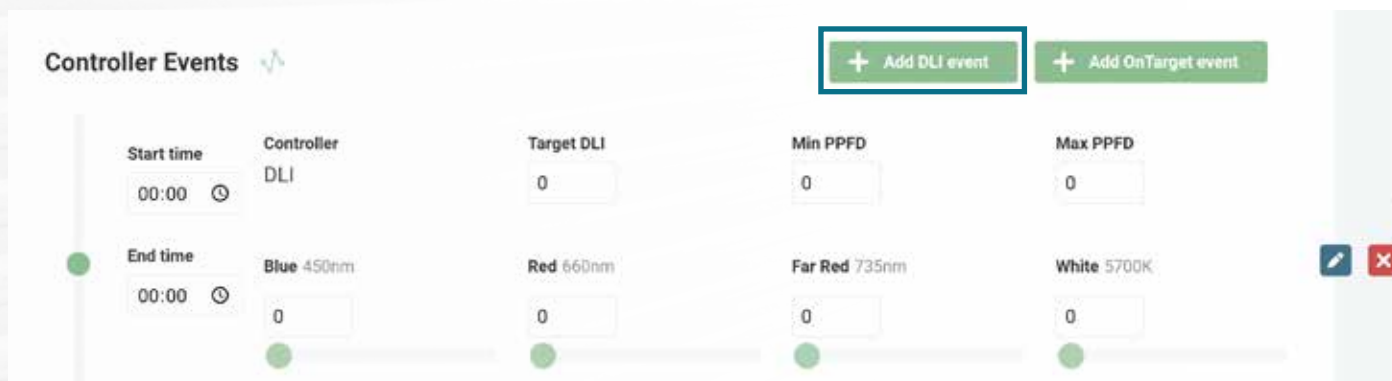 Controller Events
+ Add DLI event
+ Add OnTarget event
Start time
00:00
Controller
DLI
Target DLI
0
Min PPFD
0
Max PPFD
0
End time
00:00
Blue 450nm
0
Red 660nm
0
Far Red 735nm
0
White 5700K
0